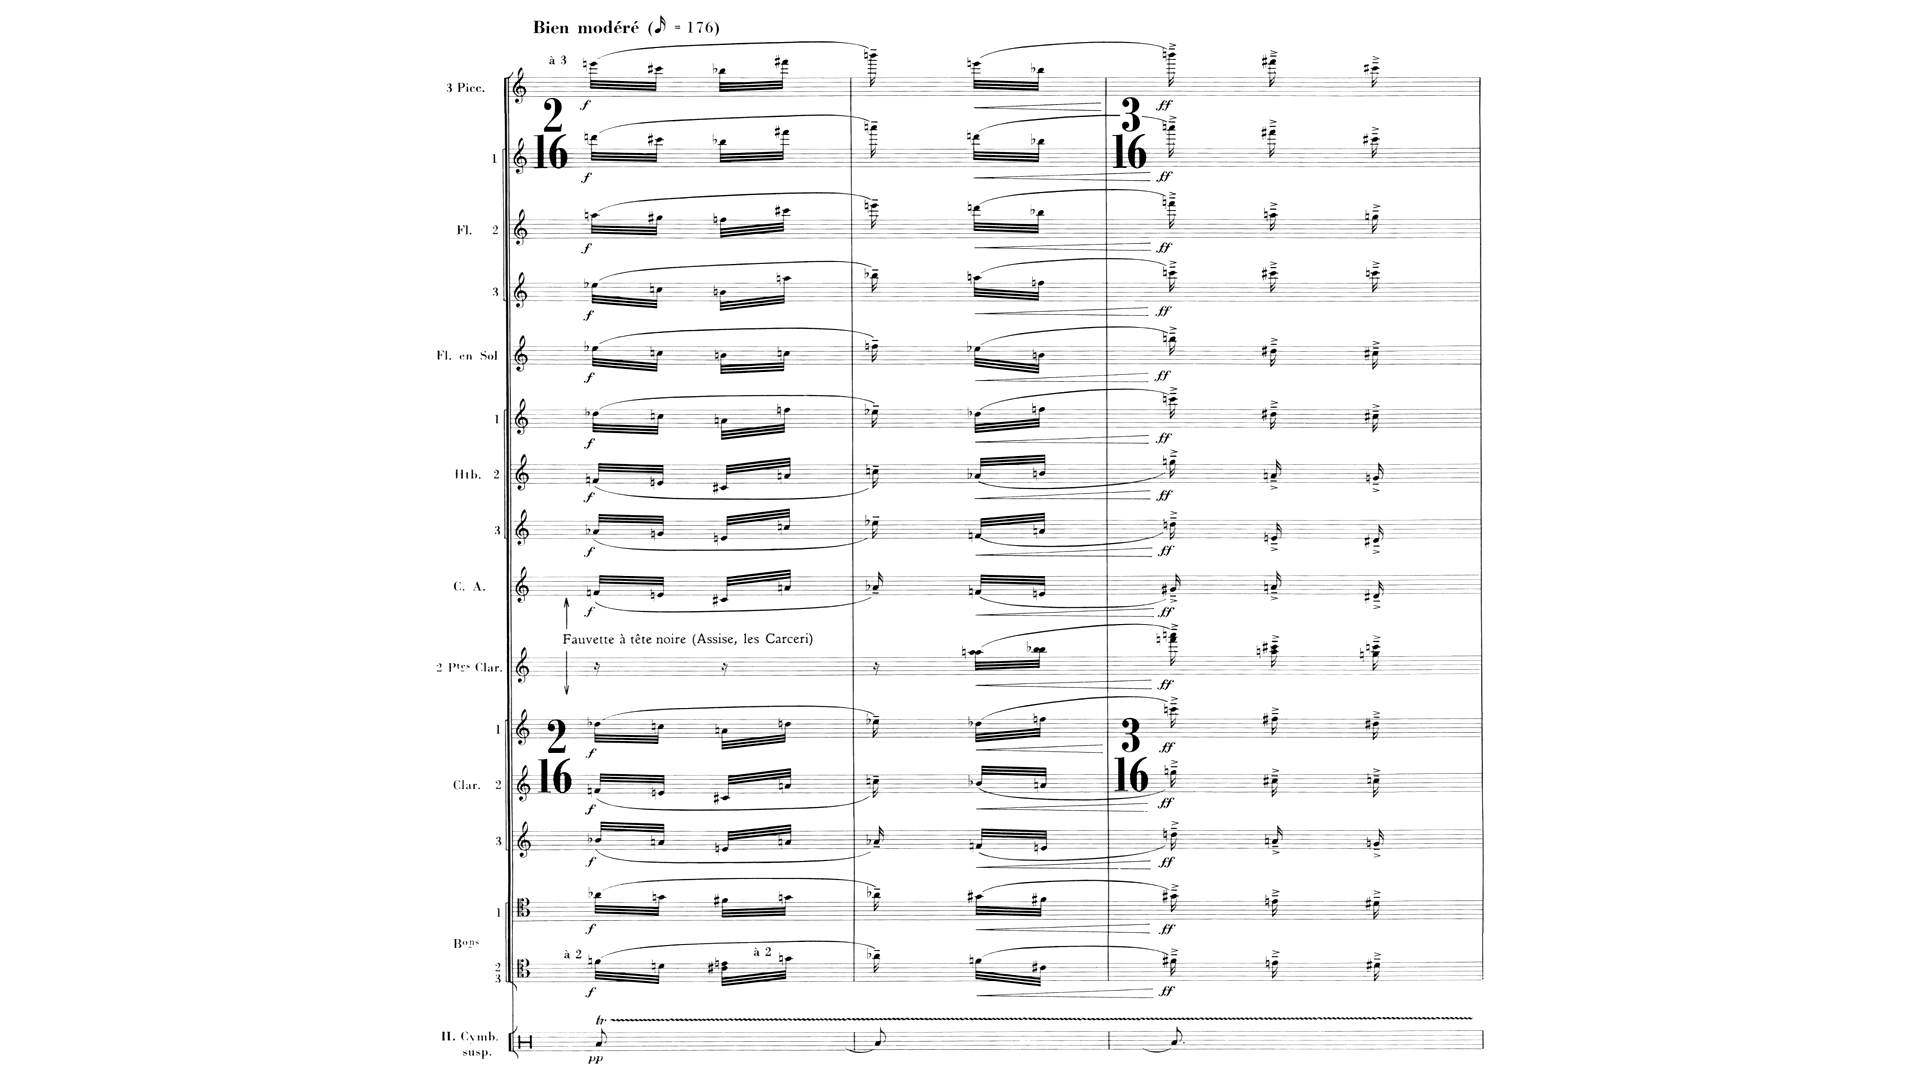 Bien modéré (𝅘𝅥𝅯 = 176)
à 3
3 Picc.
f
2
16
3
16
ff
1
f
ff
Fl. 2
f
ff
3
f
ff
Fl. en Sol
f
ff
1
f
ff
Htb. 2
f
ff
3
f
ff
C. A.
f
ff
Fauvette à tête noire (Assise, les Carceri)
2 Ptes Clar.
ff
1
2
16
3
16
f
ff
Clar. 2
f
ff
3
f
ff
1
f
ff
Bons
à 2
à 2
2
3
f
ff
tr
II. Cymb.
susp.
pp